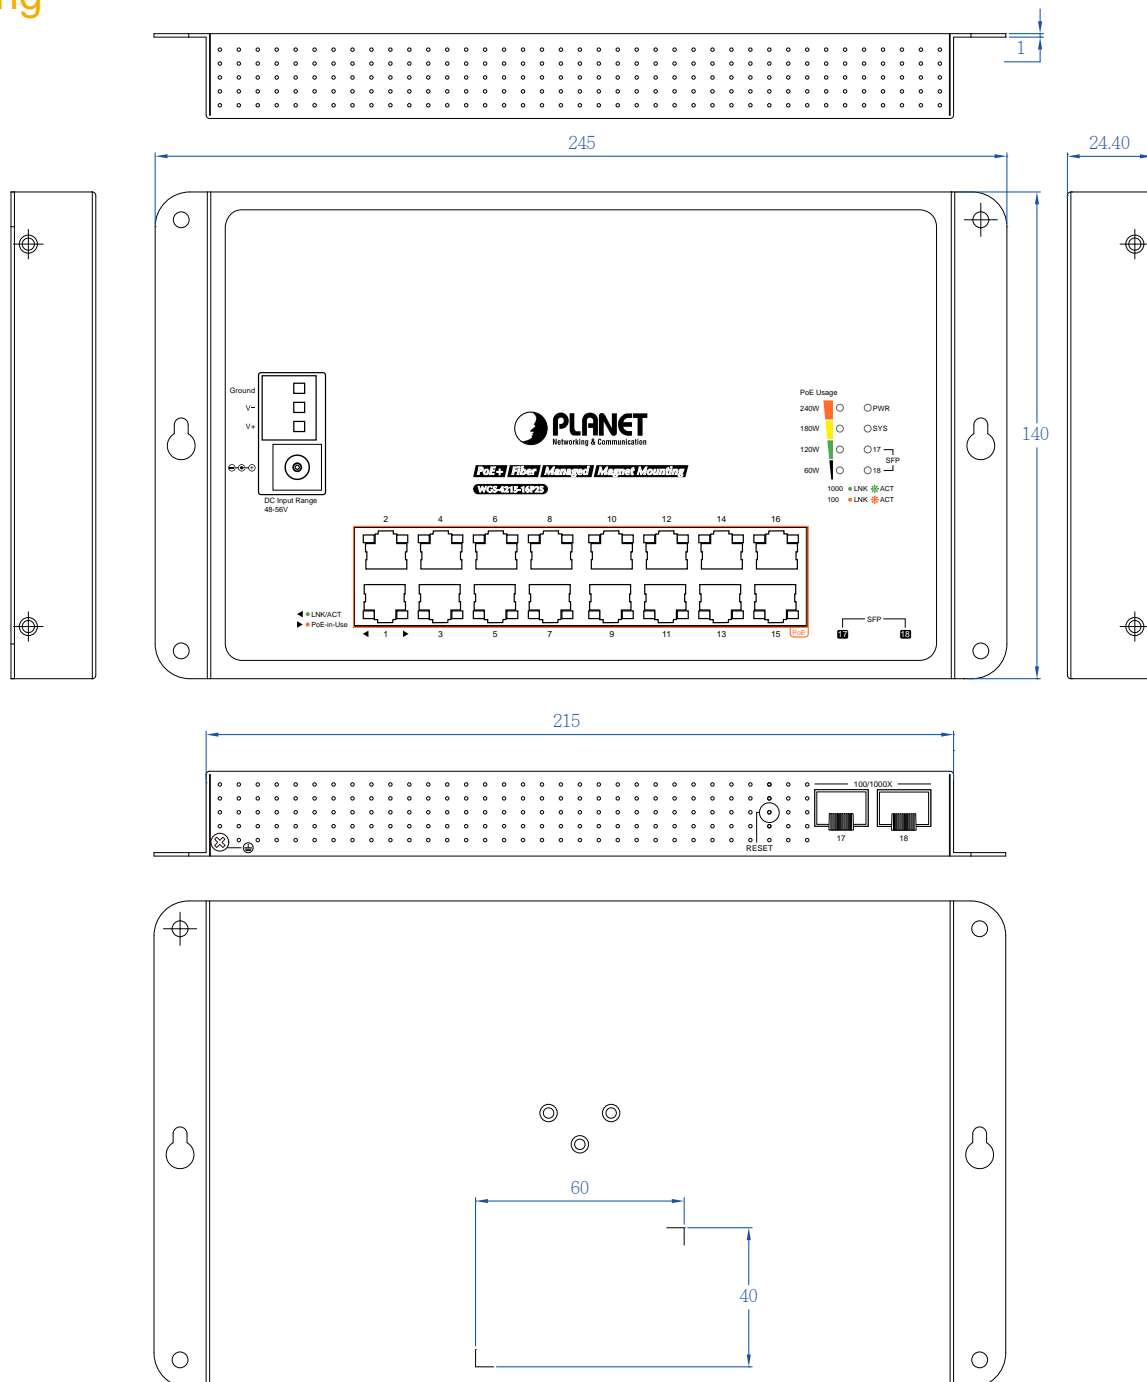 ng
1
245
24.40
140
Ground
V-
V+
DC Input Range
48-56V
PLANET
Networking & Communication
PoE+ Fiber Managed Magnet Mounting
WGS-4215-16P2S
PoE Usage
240W PWR
180W SYS
120W 17
SFP
60W 18
1000 LNK ACT
100 LNK ACT
2 4 6 8 10 12 14 16
LNK/ACT
PoE-in-Use
1 3 5 7 9 11 13 15 PoE
SFP
17 18
215
100/1000X
RESET
17 18
60
40